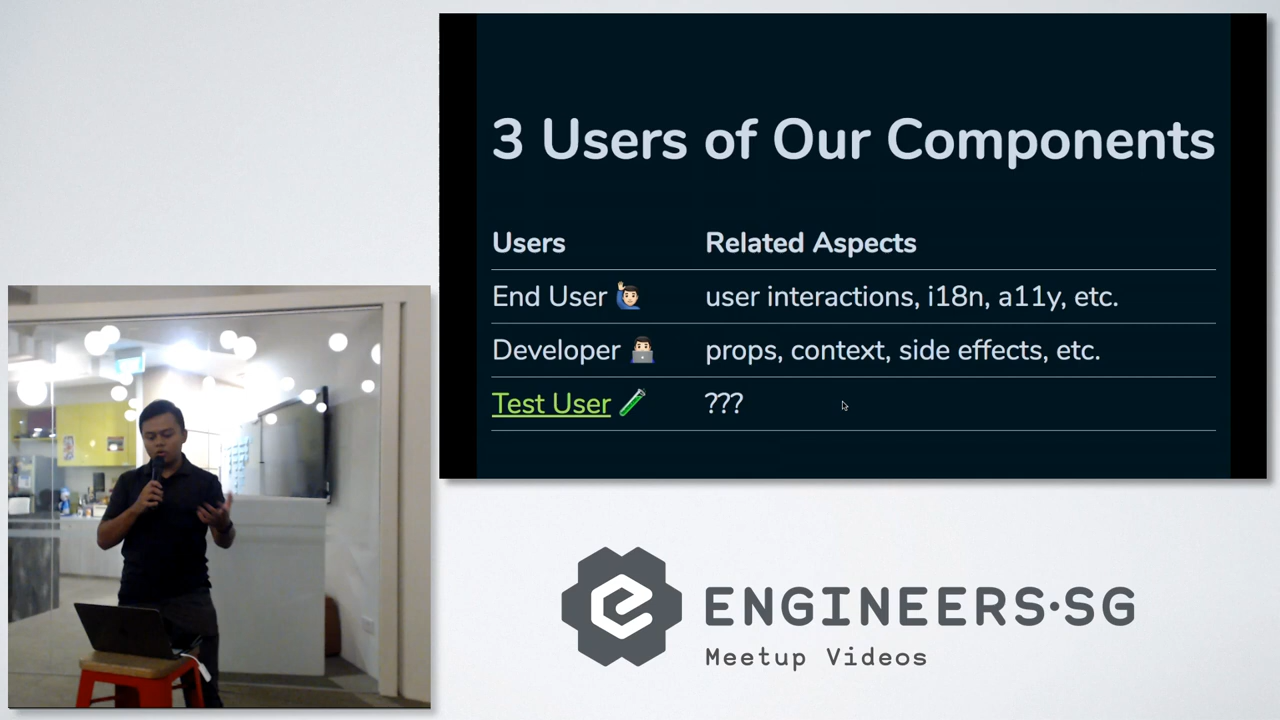 3 Users of Our Components
Users Related Aspects
End User 🙋🏻‍♂️ user interactions, i18n, a11y, etc.
Developer 👨🏻‍💻 props, context, side effects, etc.
Test User 🧪 ???
ENGINEERS·SG
Meetup Videos